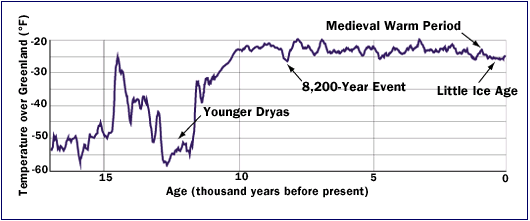 Temperature over Greenland (°F)
-20
-30
-40
-50
-60
Medieval Warm Period
8,200-Year Event
Little Ice Age
Younger Dryas
15
10
5
0
Age (thousand years before present)